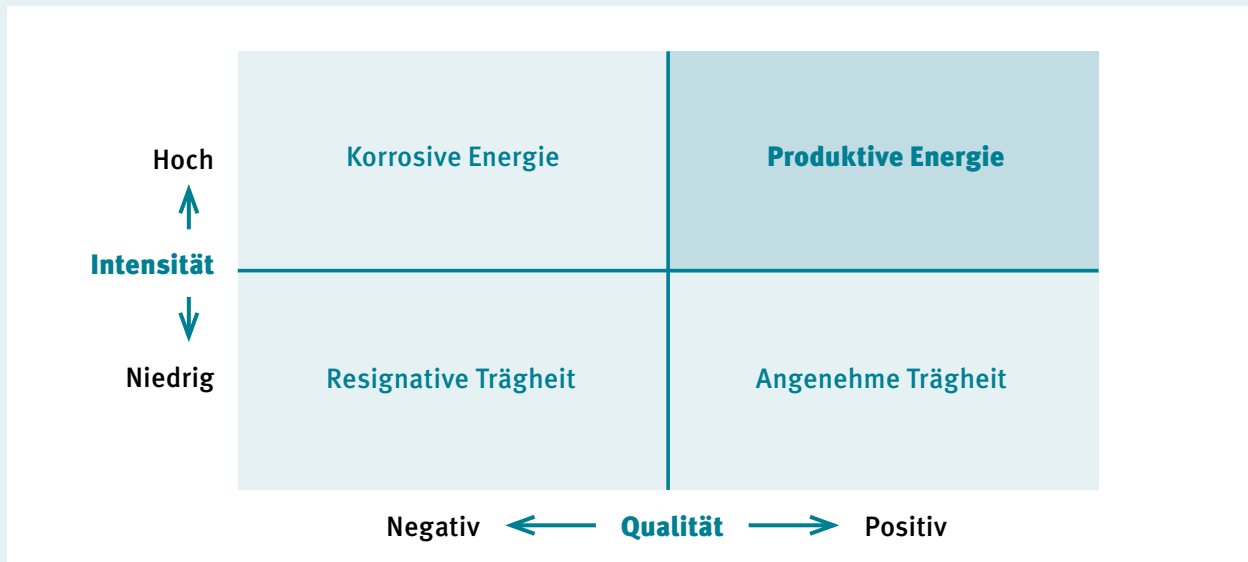 Hoch
Korrosive Energie
Produktive Energie
Intensität
Niedrig
Resignative Trägheit
Angenehme Trägheit
Negativ
Qualität
Positiv